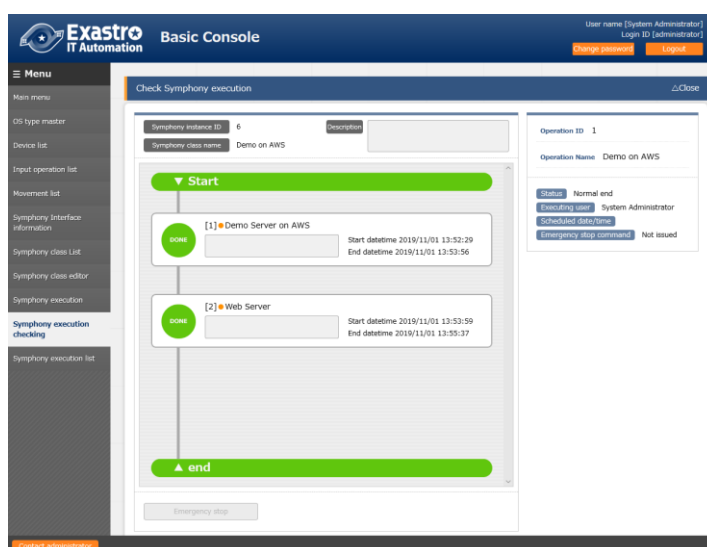 Exastro
IT Automation
Basic Console
User name [System Administrator]
Login ID [administrator]
Change password
Logout
≡ Menu
Main menu
OS type master
Device list
Input operation list
Movement list
Symphony Interface
information
Symphony class List
Symphony class editor
Symphony execution
Symphony execution
checking
Symphony execution list
Contact administrator
Check Symphony execution
△Close
Symphony instance ID 6
Description
Symphony class name Demo on AWS
▼ Start
DONE
[1]●Demo Server on AWS
Start datetime 2019/11/01 13:52:29
End datetime 2019/11/01 13:53:56
DONE
[2]●Web Server
Start datetime 2019/11/01 13:53:59
End datetime 2019/11/01 13:55:37
▲ end
Emergency stop
Operation ID 1
Operation Name Demo on AWS
Status Normal end
Executing user System Administrator
Scheduled date/time
Emergency stop command Not issued